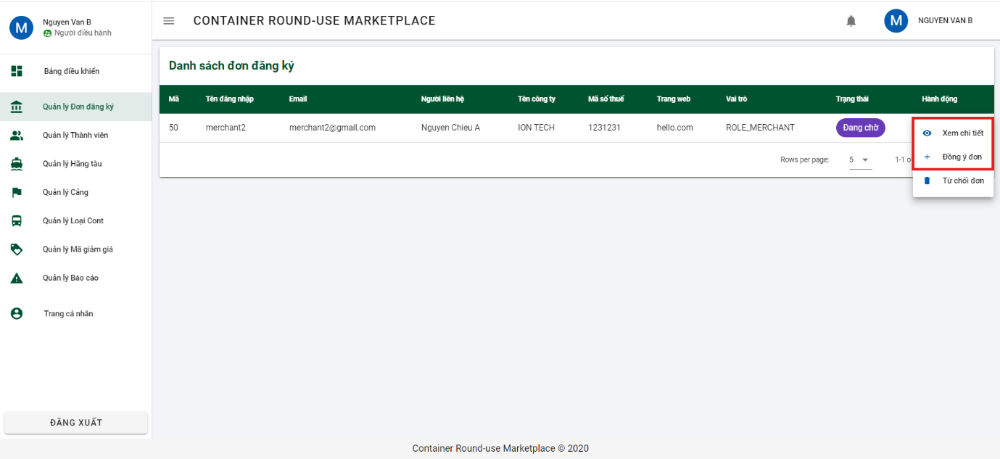 M
Nguyen Van B
Người điều hành
CONTAINER ROUND-USE MARKETPLACE
M
NGUYEN VAN B
Bảng điều khiển
Quản lý Đơn đăng ký
Quản lý Thành viên
Quản lý Hãng tàu
Quản lý Cảng
Quản lý Loại Cont
Quản lý Mã giảm giá
Quản lý Báo cáo
Trang cá nhân
ĐĂNG XUẤT
Danh sách đơn đăng ký
Mã Tên đăng nhập Email Người liên hệ Tên công ty Mã số thuế Trang web Vai trò Trạng thái Hành động
50 merchant2 merchant2@gmail.com Nguyen Chieu A ION TECH 1231231 hello.com ROLE_MERCHANT Đang chờ
Xem chi tiết
Đồng ý đơn
Từ chối đơn
Rows per page: 5 1-1
Container Round-use Marketplace © 2020